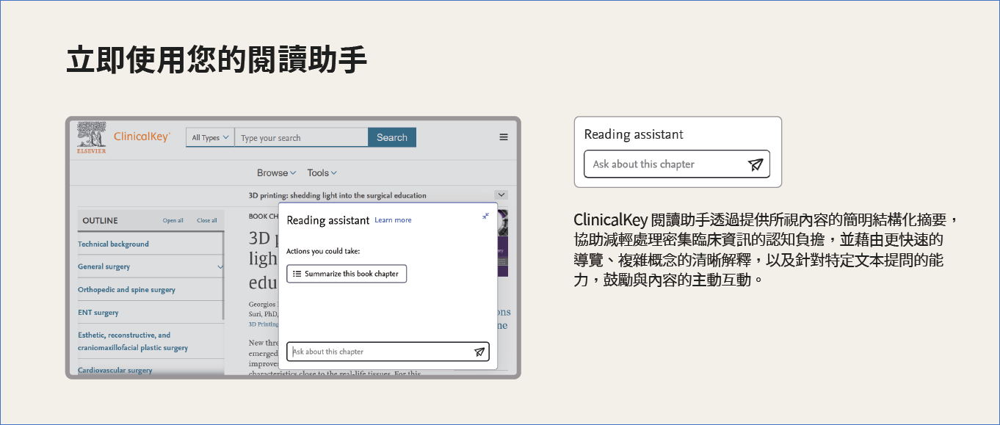 立即使用您的閱讀助手
ELSEVIER
ClinicalKey
All Types
Type your search
Search
Browse
Tools
3D printing: shedding light into the surgical education
OUTLINE
Open all
Close all
Technical background
General surgery
Orthopedic and spine surgery
ENT surgery
Esthetic, reconstructive, and
craniomaxillofacial plastic surgery
Cardiovascular surgery
BOOK CH
3D p
ligh
edu
Georgios
Suri, PhD,
3D Printing
New thre
emerged
improve
characteristics close to the real-life tissues. For this
ons
ne
Reading assistant Learn more
Actions you could take:
Summarize this book chapter
Ask about this chapter
Reading assistant
Ask about this chapter
ClinicalKey 閱讀助手透過提供所視內容的簡明結構化摘要，
協助減輕處理密集臨床資訊的認知負擔，並藉由更快速的
導覽、複雜概念的清晰解釋，以及針對特定文本提問的能
力，鼓勵與內容的主動互動。